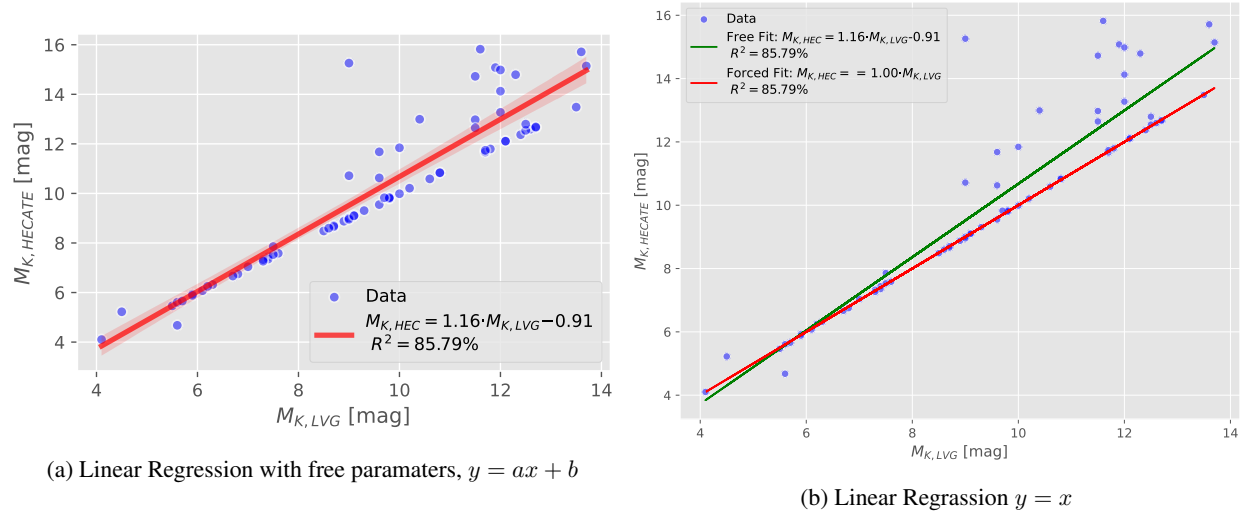 16
14
12
10
8
6
4
M_{K, HECATE} [mag]
Data
M_{K, HEC} = 1.16·M_{K, LVG} −0.91
R² = 85.79%
4 6 8 10 12 14
M_{K, LVG} [mag]
(a) Linear Regression with free paramaters, y = ax + b
16
14
12
10
8
6
4
M_{K, HECATE} [mag]
Data
Free Fit: M_{K, HEC}=1.16·M_{K, LVG}-0.91
R² = 85.79%
Forced Fit: M_{K, HEC}= = 1.00·M_{K, LVG}
R² = 85.79%
4 6 8 10 12 14
M_{K, LVG} [mag]
(b) Linear Regrassion y = x